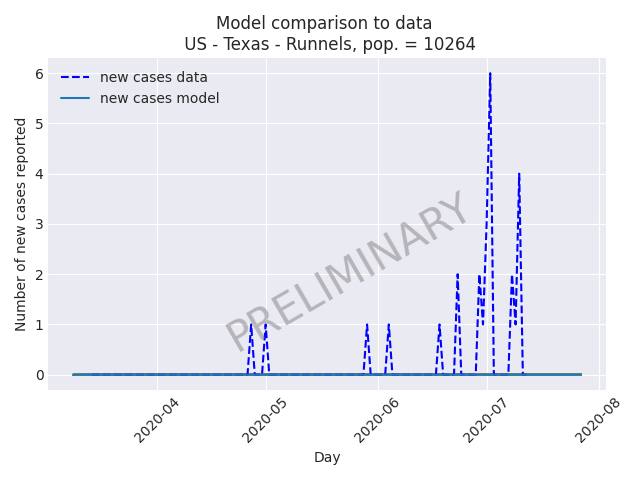 Model comparison to data
US - Texas - Runnels, pop. = 10264
new cases data
new cases model
Number of new cases reported
6
5
4
3
2
1
0
PRELIMINARY
2020-04
2020-05
2020-06
2020-07
2020-08
Day